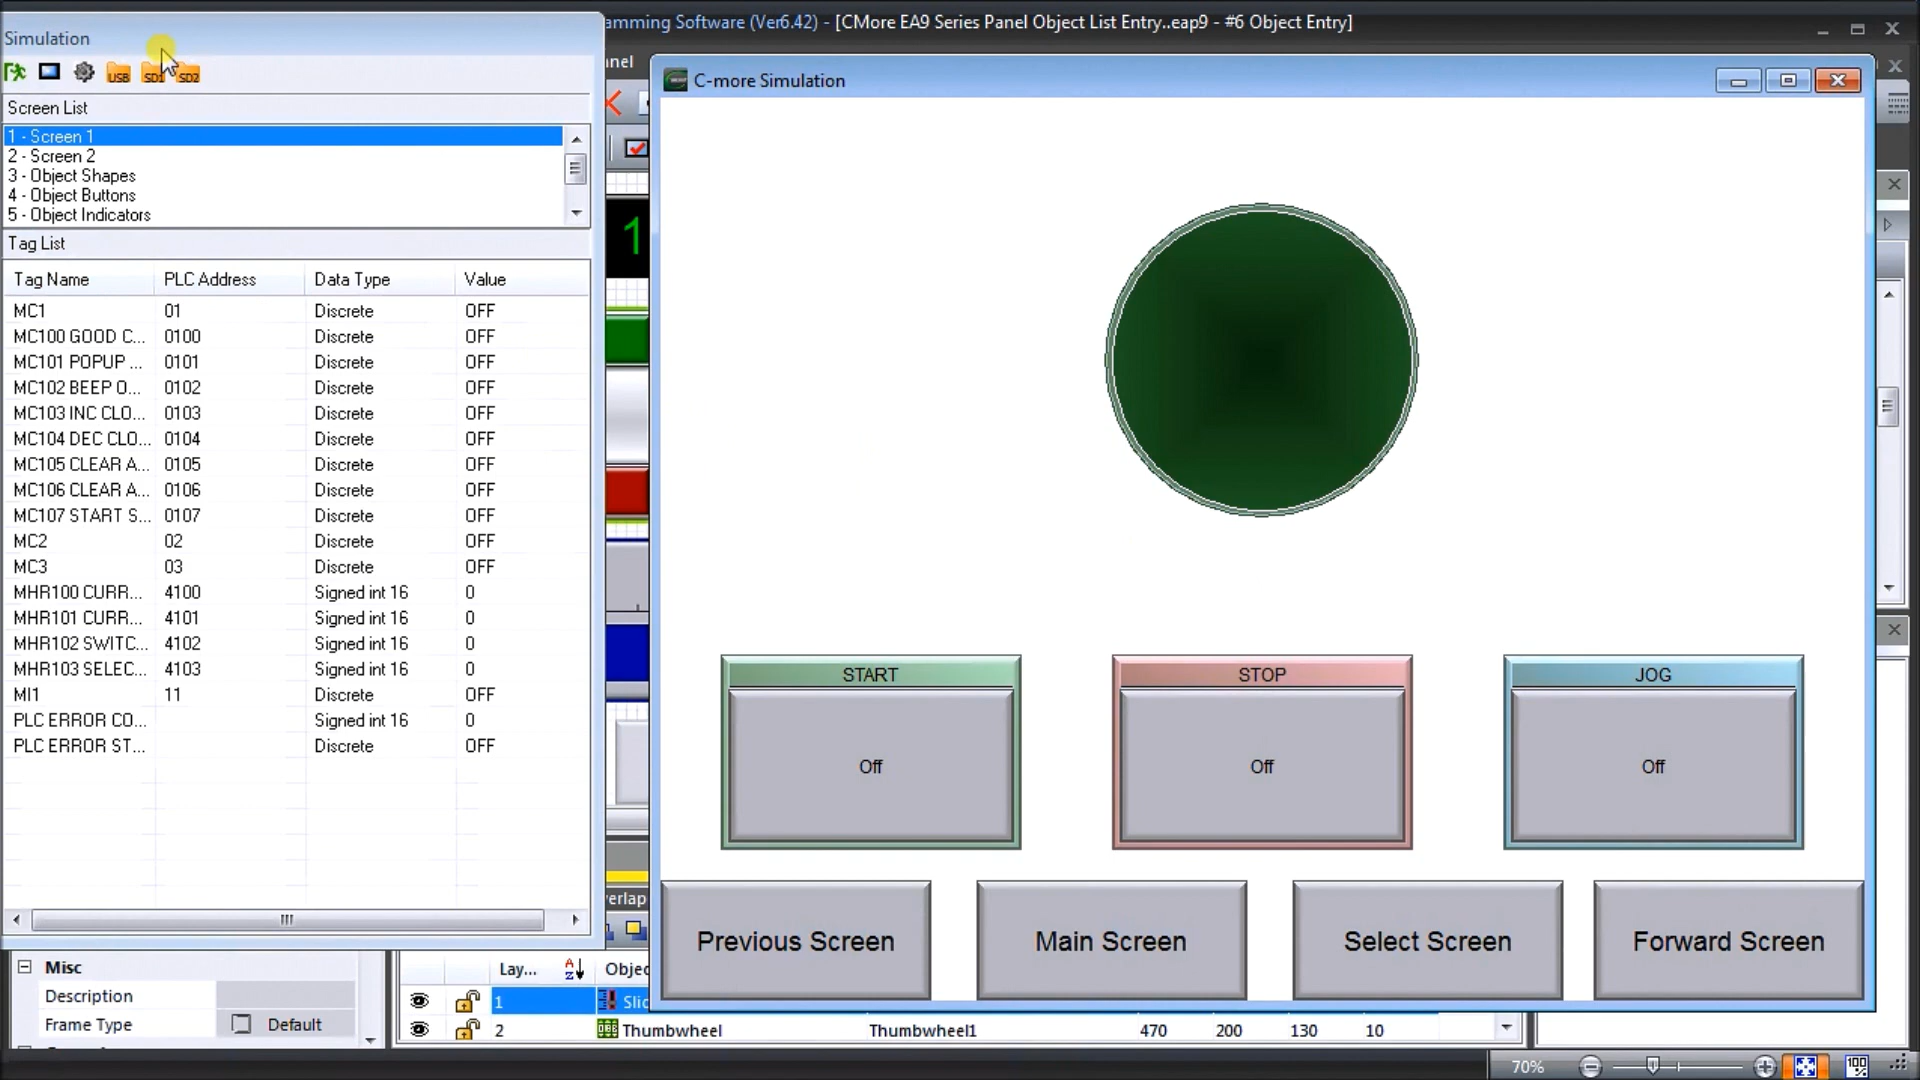 amming Software (Ver6.42) - [CMore EA9 Series Panel Object List Entry..eap9 - #6 Object Entry]
Simulation
nel
C-more Simulation
USB SD1 SD2
Screen List
1 - Screen 1
2 - Screen 2
3 - Object Shapes
4 - Object Buttons
5 - Object Indicators
1
Tag List
Tag Name PLC Address Data Type Value
MC1 01 Discrete OFF
MC100 GOOD C... 0100 Discrete OFF
MC101 POPUP ... 0101 Discrete OFF
MC102 BEEP O... 0102 Discrete OFF
MC103 INC CLO... 0103 Discrete OFF
MC104 DEC CLO... 0104 Discrete OFF
MC105 CLEAR A... 0105 Discrete OFF
MC106 CLEAR A... 0106 Discrete OFF
MC107 START S... 0107 Discrete OFF
MC2 02 Discrete OFF
MC3 03 Discrete OFF
MHR100 CURR... 4100 Signed int 16 0
MHR101 CURR... 4101 Signed int 16 0
MHR102 SWITC... 4102 Signed int 16 0
MHR103 SELEC... 4103 Signed int 16 0
MI1 11 Discrete OFF
PLC ERROR CO... Signed int 16 0
PLC ERROR ST... Discrete OFF
START STOP JOG
Off Off Off
verlap
Previous Screen Main Screen Select Screen Forward Screen
Misc
Description
Frame Type Default
Lay... Objec
1 Slid
2 Thumbwheel Thumbwheel1 470 200 130 10
70%
100